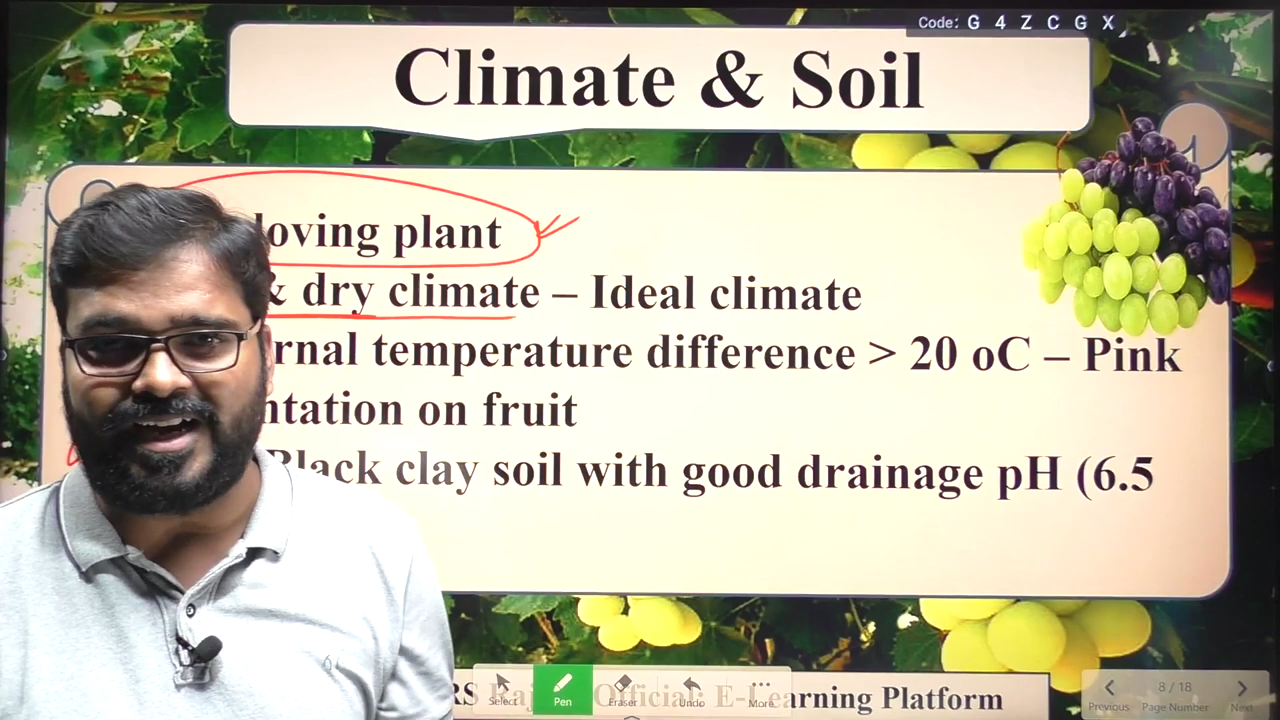 Code: G 4 Z C G X
Climate & Soil
loving plant
& dry climate – Ideal climate
rnal temperature difference > 20 oC – Pink
ntation on fruit
Black clay soil with good drainage pH (6.5
RS Official: E-Learning Platform
Select
Pen
Eraser
Undo
More
Previous
8 / 18
Page Number
Next